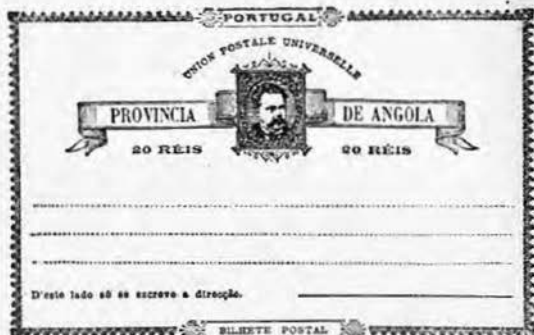 PORTUGAL
UNION POSTALE UNIVERSELLE
PROVINCIA DE ANGOLA
20 RÉIS 20 RÉIS
D'este lado só se escreve a direcção.
BILHETE POSTAL